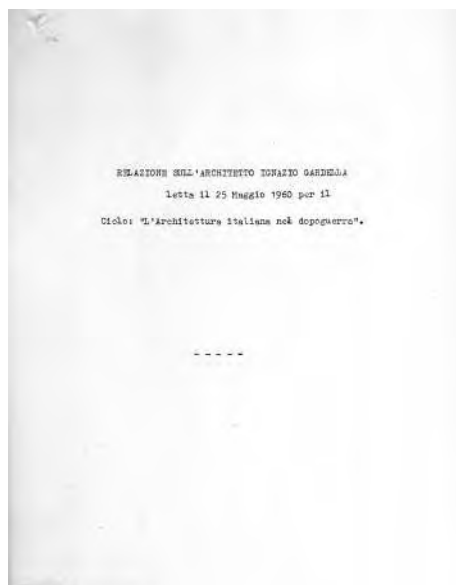 RELAZIONE SULL'ARCHITETTO IGNAZIO GARDELLA
letta il 25 Maggio 1960 per il
Ciclo: "L'Architettura italiana nel dopoguerra".
- - - - -